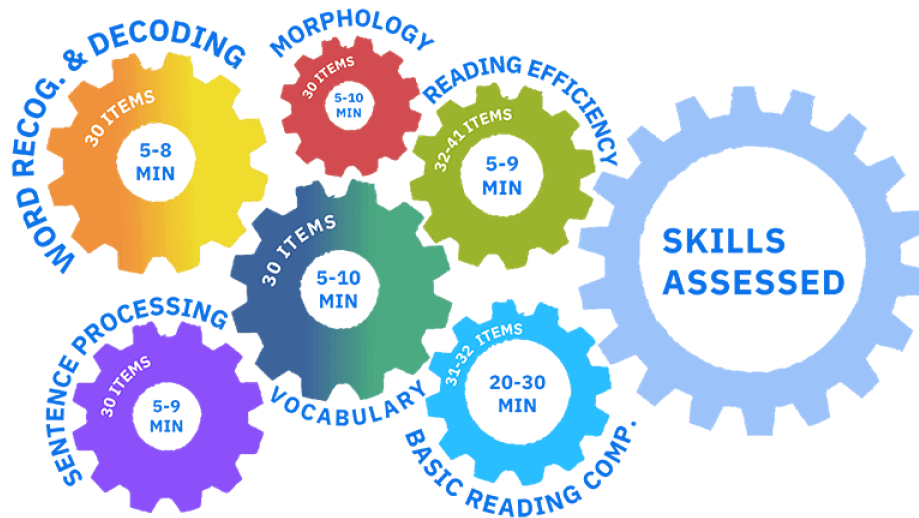 WORD RECOG. & DECODING
30 ITEMS
5-8
MIN
MORPHOLOGY
30 ITEMS
5-10
MIN
READING EFFICIENCY
32-41 ITEMS
5-9
MIN
SENTENCE PROCESSING
30 ITEMS
5-9
MIN
30 ITEMS
5-10
MIN
VOCABULARY
31-32 ITEMS
20-30
MIN
BASIC READING COMP.
SKILLS
ASSESSED